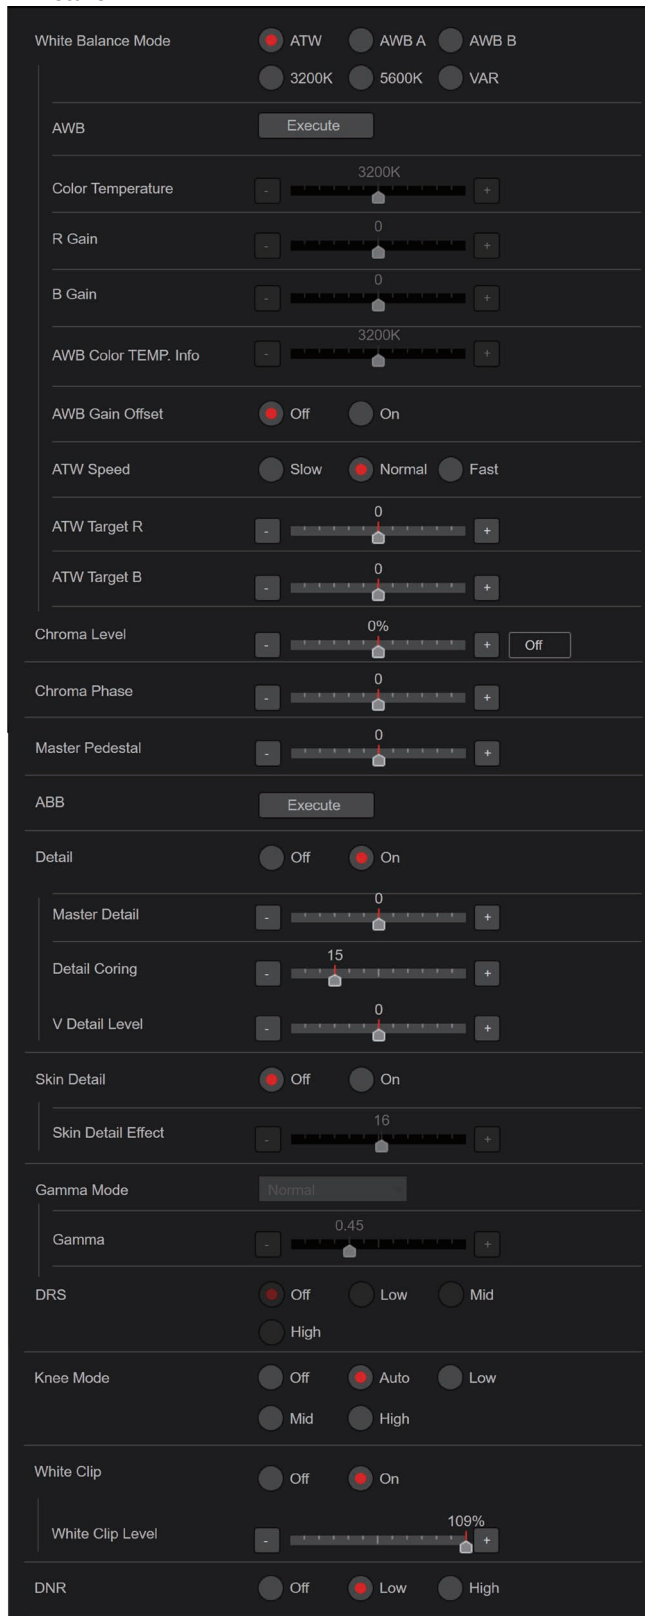 White Balance Mode ATW AWB A AWB B
3200K 5600K VAR
AWB Execute
3200K
Color Temperature - +
0
R Gain - +
0
B Gain - +
3200K
AWB Color TEMP. Info - +
AWB Gain Offset Off On
ATW Speed Slow Normal Fast
0
ATW Target R - +
0
ATW Target B - +
0%
Chroma Level - + Off
0
Chroma Phase - +
0
Master Pedestal - +
ABB Execute
Detail Off On
0
Master Detail - +
15
Detail Coring - +
0
V Detail Level - +
Skin Detail Off On
16
Skin Detail Effect - +
Gamma Mode Normal
0.45
Gamma - +
DRS Off Low Mid
High
Knee Mode Off Auto Low
Mid High
White Clip Off On
109%
White Clip Level - +
DNR Off Low High